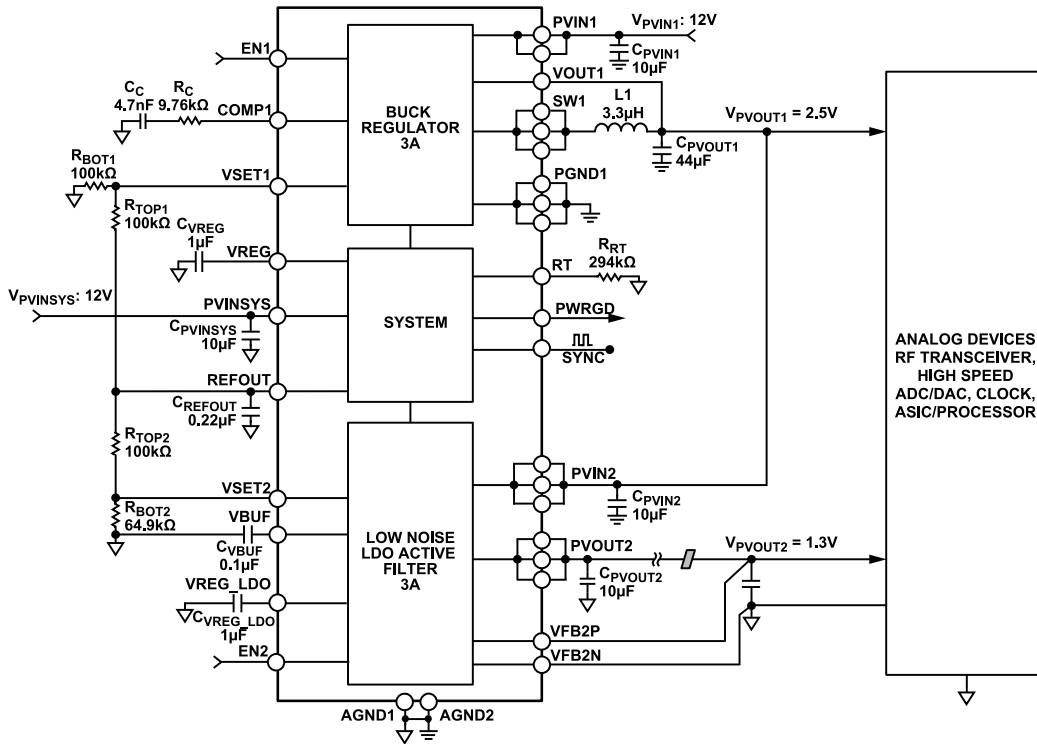 PVIN1
V_PVIN1: 12V
EN1
C_PVIN1
10µF
VOUT1
C_C
4.7nF
R_C
9.76kΩ
COMP1
BUCK
REGULATOR
3A
SW1
L1
3.3µH
V_PVOUT1 = 2.5V
C_PVOUT1
44µF
R_BOT1
100kΩ
VSET1
PGND1
R_TOP1
100kΩ
C_VREG
1µF
VREG
RT
R_RT
294kΩ
V_PVINSYS: 12V
PVINSYS
SYSTEM
PWRGD
C_PVINSYS
10µF
SYNC
ANALOG DEVICES
RF TRANSCEIVER,
HIGH SPEED
ADC/DAC, CLOCK,
ASIC/PROCESSOR
REFOUT
C_REFOUT
0.22µF
R_TOP2
100kΩ
PVIN2
VSET2
C_PVIN2
10µF
R_BOT2
64.9kΩ
VBUF
C_VBUF
0.1µF
LOW NOISE
LDO ACTIVE
FILTER
3A
PVOUT2
V_PVOUT2 = 1.3V
C_PVOUT2
10µF
VREG_LDO
C_VREG_LDO
1µF
VFB2P
EN2
VFB2N
AGND1
AGND2